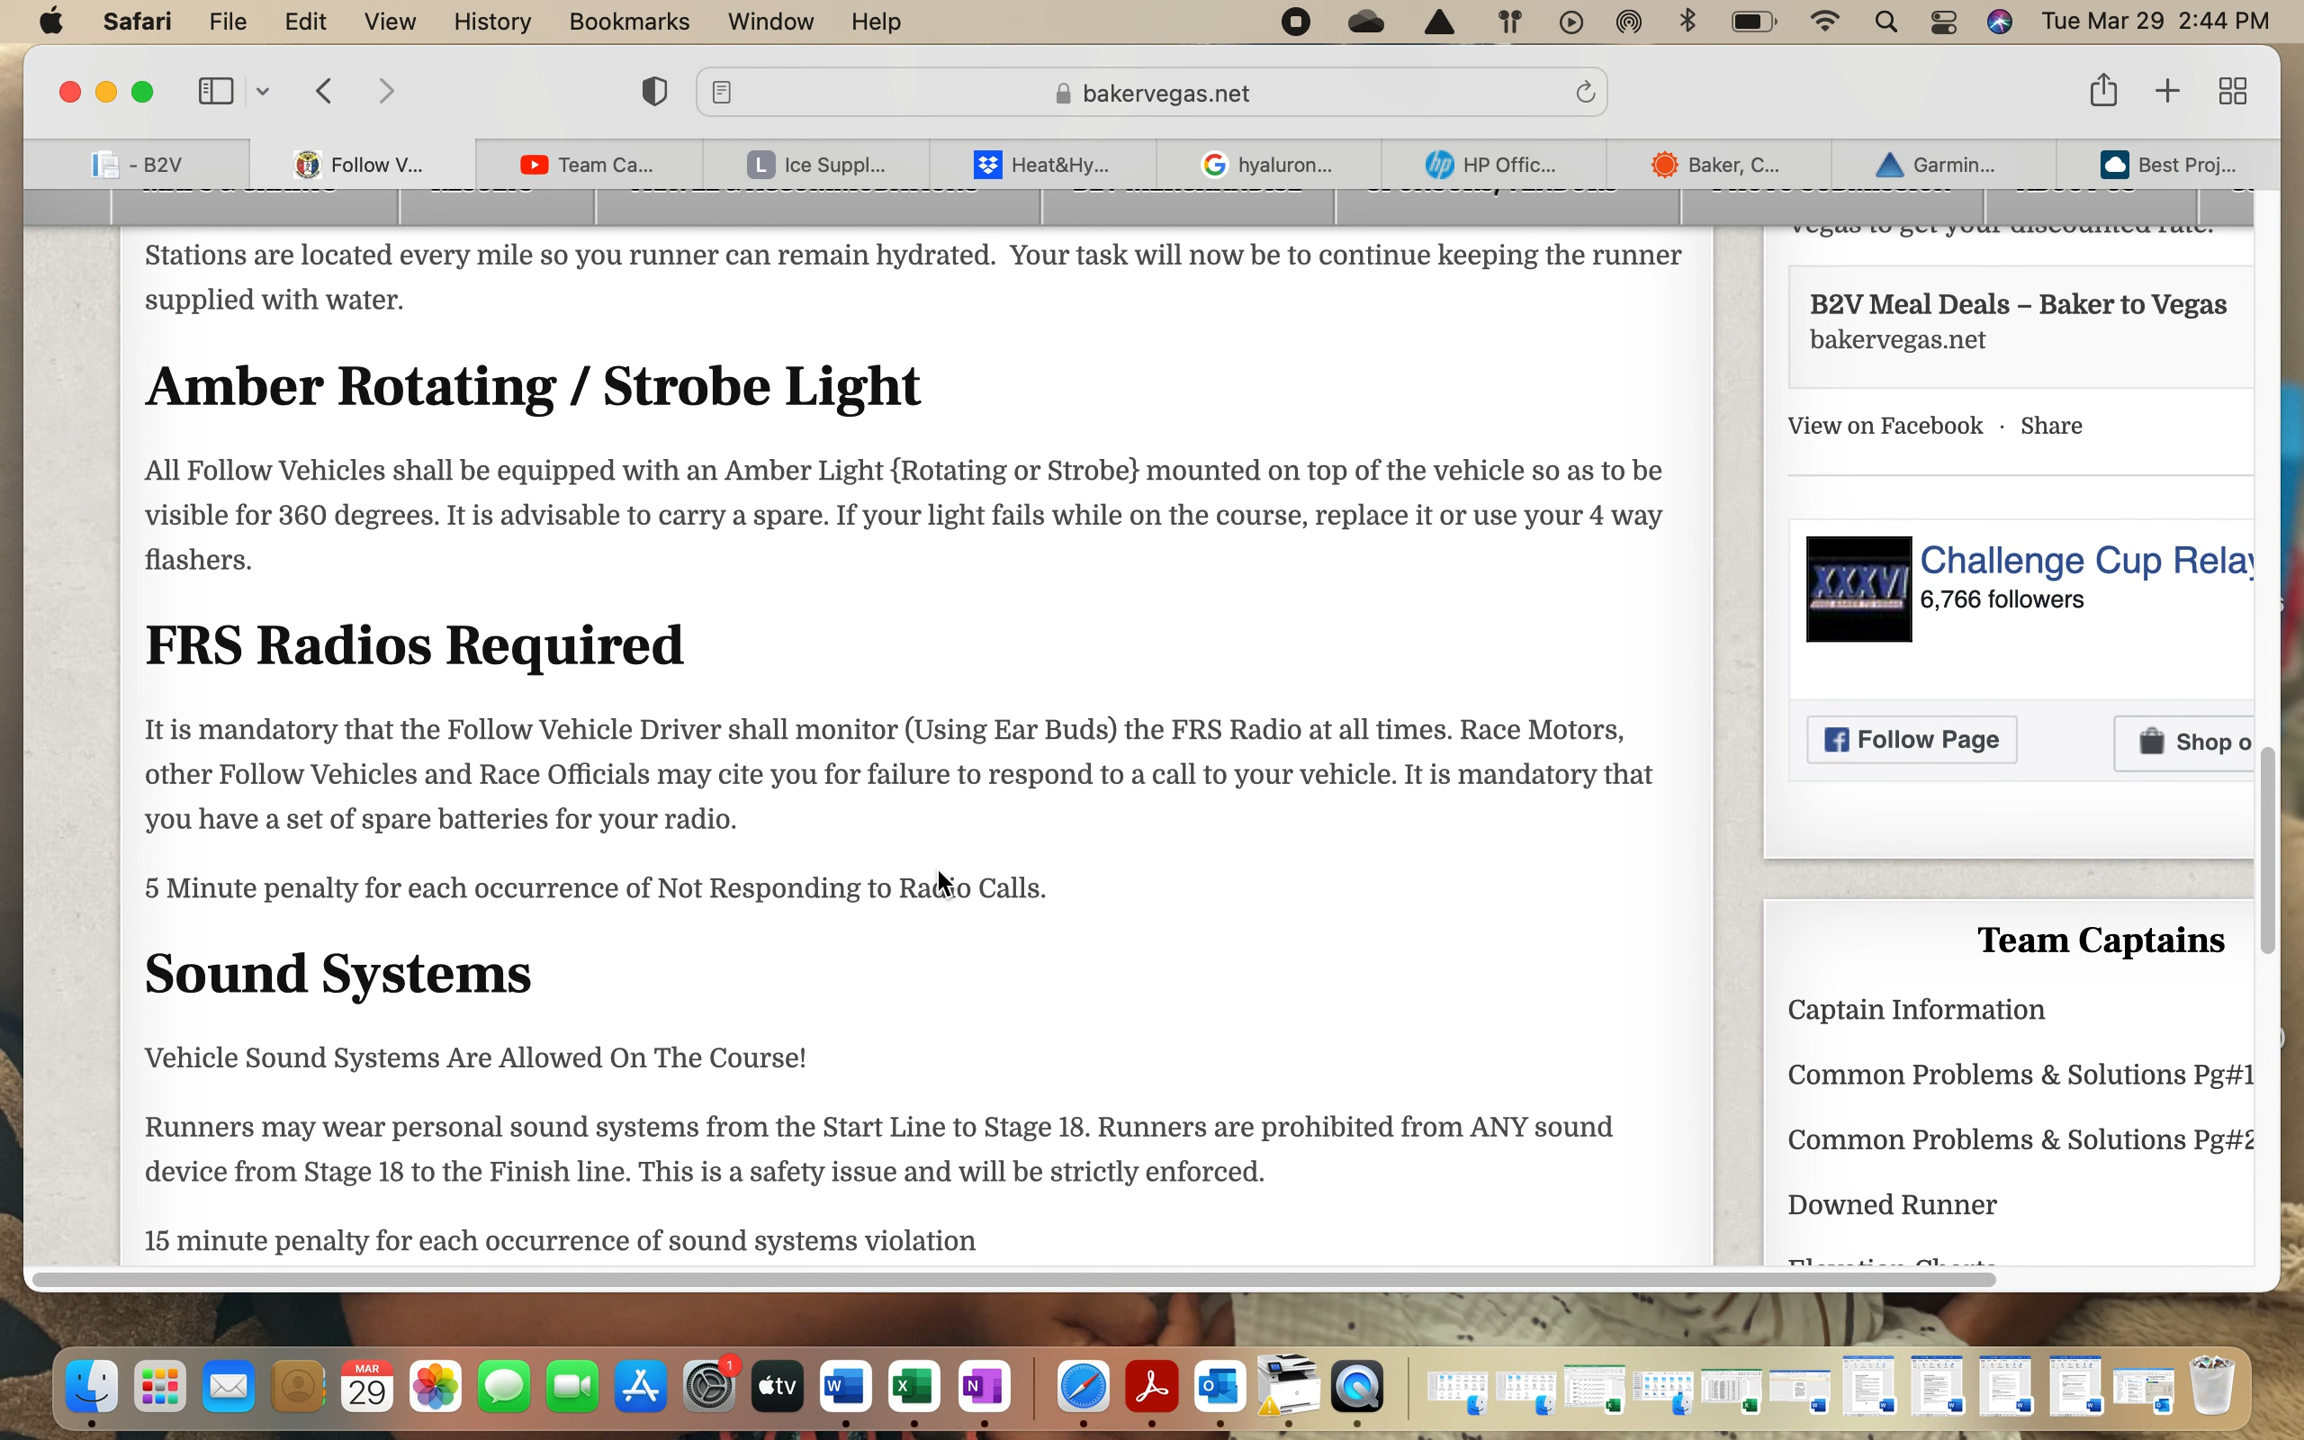 Safari File Edit View History Bookmarks Window Help Tue Mar 29 2:44 PM
bakervegas.net
- B2V Follow V... Team Ca... L Ice Suppl... Heat&Hy... hyaluron... HP Offic... Baker, C... Garmin... Best Proj...
Stations are located every mile so you runner can remain hydrated. Your task will now be to continue keeping the runner
supplied with water.
Amber Rotating / Strobe Light
All Follow Vehicles shall be equipped with an Amber Light {Rotating or Strobe} mounted on top of the vehicle so as to be
visible for 360 degrees. It is advisable to carry a spare. If your light fails while on the course, replace it or use your 4 way
flashers.
FRS Radios Required
It is mandatory that the Follow Vehicle Driver shall monitor (Using Ear Buds) the FRS Radio at all times. Race Motors,
other Follow Vehicles and Race Officials may cite you for failure to respond to a call to your vehicle. It is mandatory that
you have a set of spare batteries for your radio.
5 Minute penalty for each occurrence of Not Responding to Radio Calls.
Sound Systems
Vehicle Sound Systems Are Allowed On The Course!
Runners may wear personal sound systems from the Start Line to Stage 18. Runners are prohibited from ANY sound
device from Stage 18 to the Finish line. This is a safety issue and will be strictly enforced.
15 minute penalty for each occurrence of sound systems violation
Vegas to get your discounted rate.
B2V Meal Deals – Baker to Vegas
bakervegas.net
View on Facebook · Share
XXXVI
Challenge Cup Relay
6,766 followers
Follow Page Shop o
Team Captains
Captain Information
Common Problems & Solutions Pg#1
Common Problems & Solutions Pg#2
Downed Runner
Elevation Charts
MAR
29
1
tv
W
X
N
O